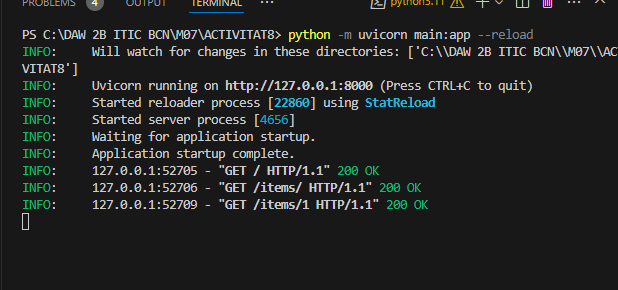 PROBLEMS 4 OUTPUT TERMINAL ... python3.11
PS C:\DAW 2B ITIC BCN\M07\ACTIVITAT8> python -m uvicorn main:app --reload
INFO:     Will watch for changes in these directories: ['C:\\DAW 2B ITIC BCN\\M07\\ACTI
VITAT8']
INFO:     Uvicorn running on http://127.0.0.1:8000 (Press CTRL+C to quit)
INFO:     Started reloader process [22860] using StatReload
INFO:     Started server process [4656]
INFO:     Waiting for application startup.
INFO:     Application startup complete.
INFO:     127.0.0.1:52705 - "GET / HTTP/1.1" 200 OK
INFO:     127.0.0.1:52706 - "GET /items/ HTTP/1.1" 200 OK
INFO:     127.0.0.1:52709 - "GET /items/1 HTTP/1.1" 200 OK